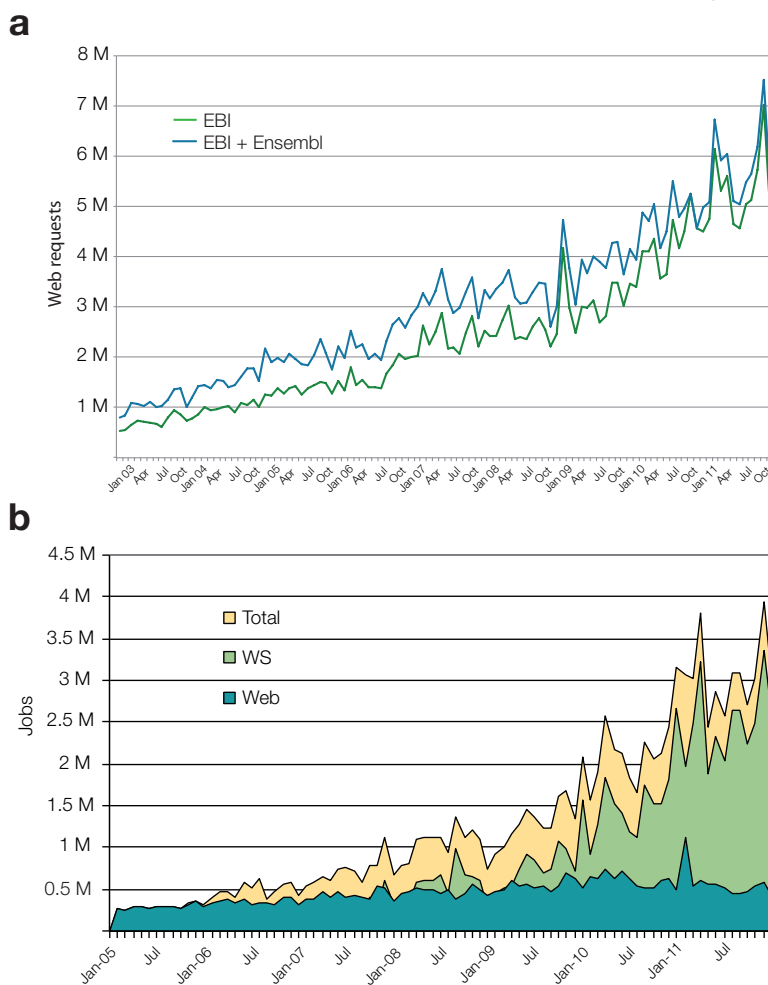 a
8 M
7 M
6 M
5 M
4 M
3 M
2 M
1 M
Web requests
EBI
EBI + Ensembl
Jan 03 Apr Jul Oct Jan 04 Apr Jul Oct Jan 05 Apr Jul Oct Jan 06 Apr Jul Oct Jan 07 Apr Jul Oct Jan 08 Apr Jul Oct Jan 09 Apr Jul Oct Jan 10 Apr Jul Oct Jan 11 Apr Jul Oct
b
4.5 M
4 M
3.5 M
3 M
2.5 M
2 M
1.5 M
1 M
0.5 M
Jobs
Total
WS
Web
Jan-05 Jul Jan-06 Jul Jan-07 Jul Jan-08 Jul Jan-09 Jul Jan-10 Jul Jan-11 Jul